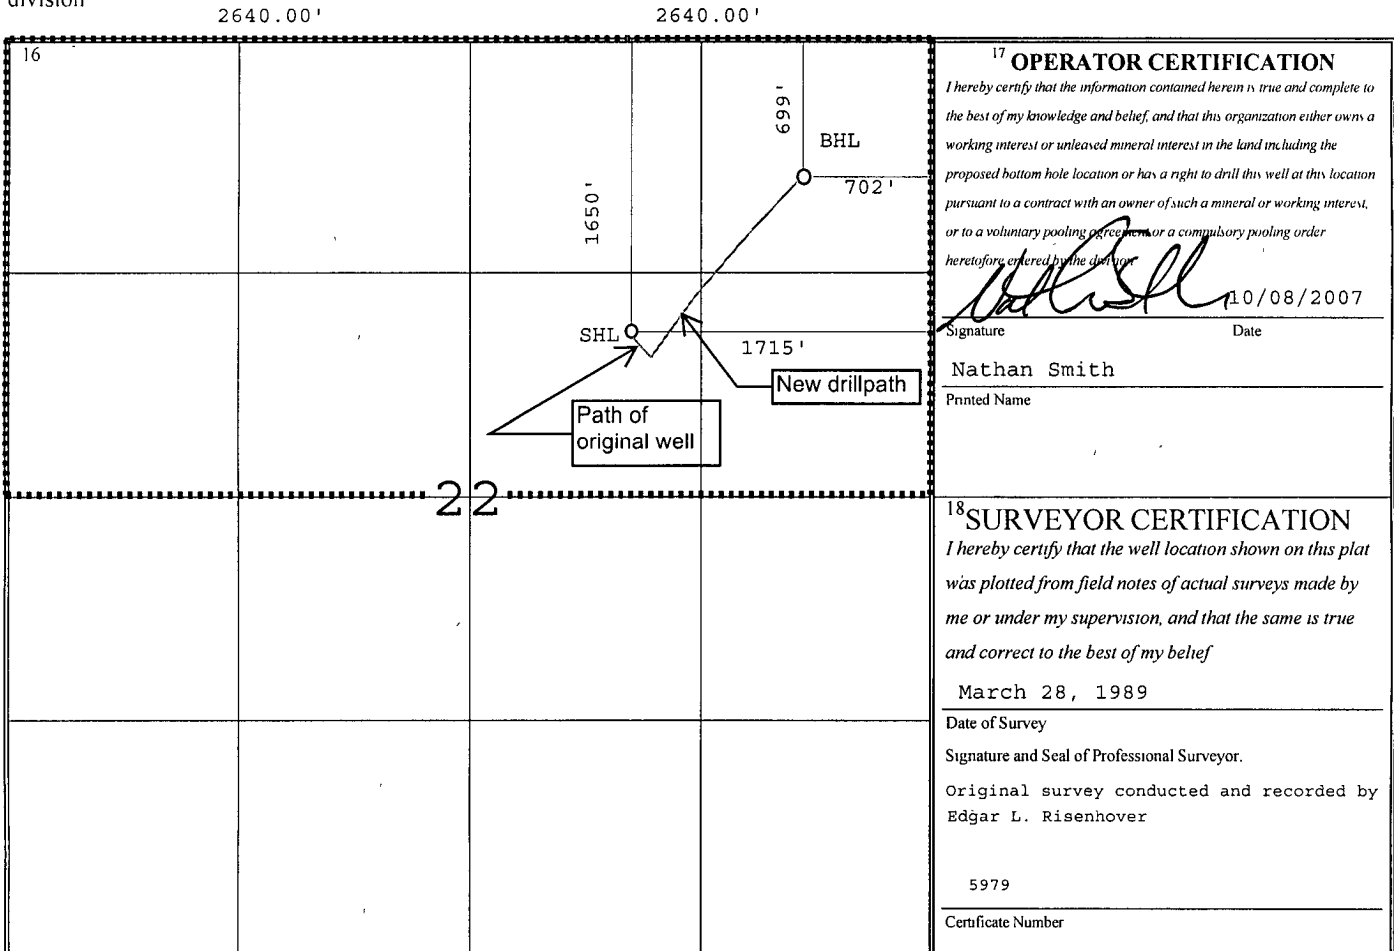 division
2640.00' 2640.00'
16
699'
BHL
702'
1650'
SHL
1715'
New drillpath
Path of
original well
22
17 OPERATOR CERTIFICATION
I hereby certify that the information contained herein is true and complete to
the best of my knowledge and belief, and that this organization either owns a
working interest or unleased mineral interest in the land including the
proposed bottom hole location or has a right to drill this well at this location
pursuant to a contract with an owner of such a mineral or working interest,
or to a voluntary pooling agreement or a compulsory pooling order
heretofore entered by the division
10/08/2007
Signature Date
Nathan Smith
Printed Name
18 SURVEYOR CERTIFICATION
I hereby certify that the well location shown on this plat
was plotted from field notes of actual surveys made by
me or under my supervision, and that the same is true
and correct to the best of my belief
March 28, 1989
Date of Survey
Signature and Seal of Professional Surveyor.
Original survey conducted and recorded by
Edgar L. Risenhover
5979
Certificate Number